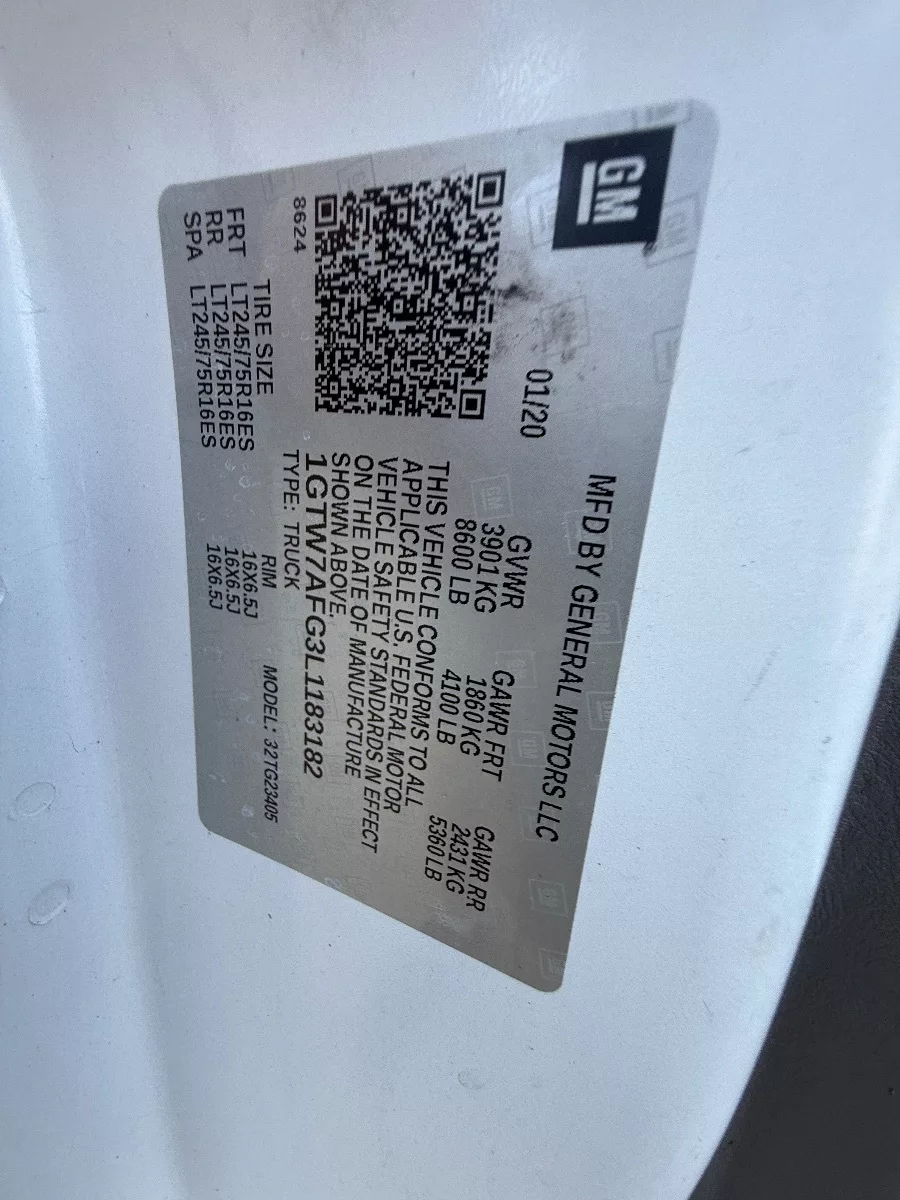 GM
MFD BY GENERAL MOTORS LLC
01/20
GVWR GAWR FRT GAWR RR
3901 KG 1860 KG 2431 KG
8600 LB 4100 LB 5360 LB
THIS VEHICLE CONFORMS TO ALL
APPLICABLE U.S. FEDERAL MOTOR
VEHICLE SAFETY STANDARDS IN EFFECT
ON THE DATE OF MANUFACTURE
SHOWN ABOVE.
1GTW7AFG3L1183182
8624
TYPE: TRUCK MODEL: 32TG23405
TIRE SIZE RIM
FRT LT245/75R16ES 16X6.5J
RR LT245/75R16ES 16X6.5J
SPA LT245/75R16ES 16X6.5J